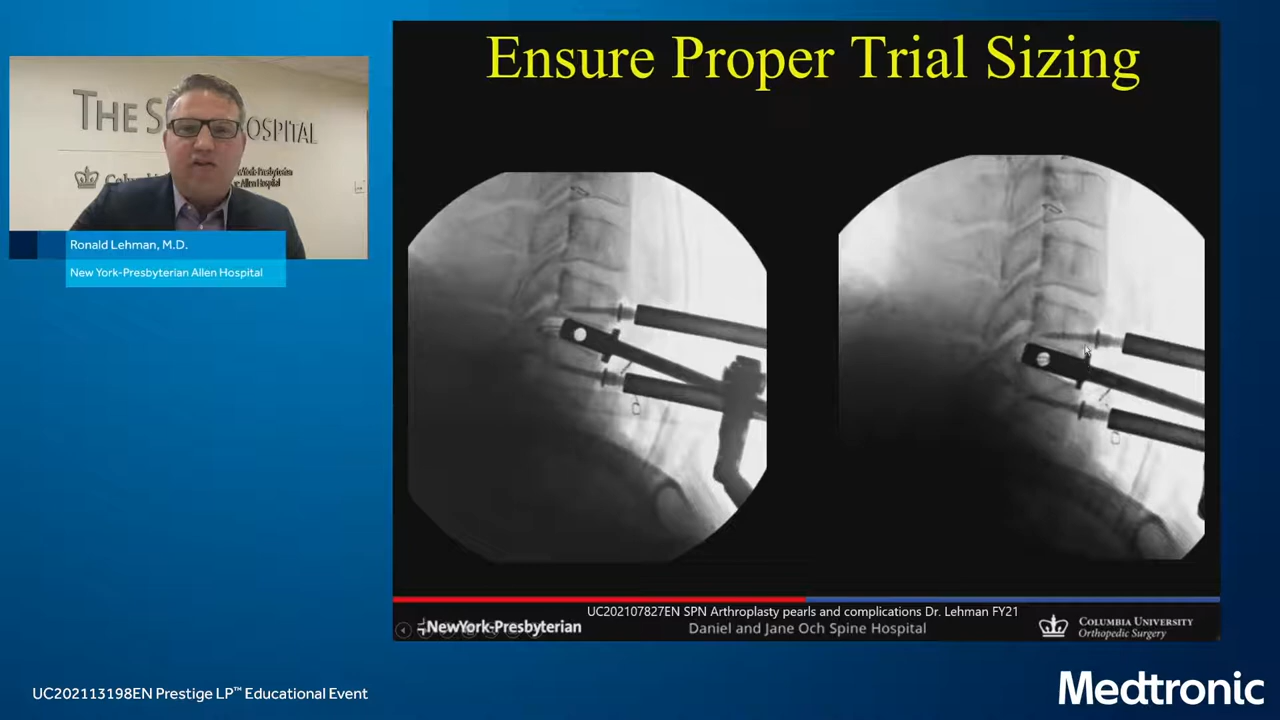 Ensure Proper Trial Sizing
THE S HOSPITAL
Ronald Lehman, M.D.
New York-Presbyterian Allen Hospital
UC202107827EN SPN Arthroplasty pearls and complications Dr. Lehman FY21
NewYork-Presbyterian
Daniel and Jane Och Spine Hospital
COLUMBIA UNIVERSITY
Orthopedic Surgery
UC202113198EN Prestige LP™ Educational Event
Medtronic